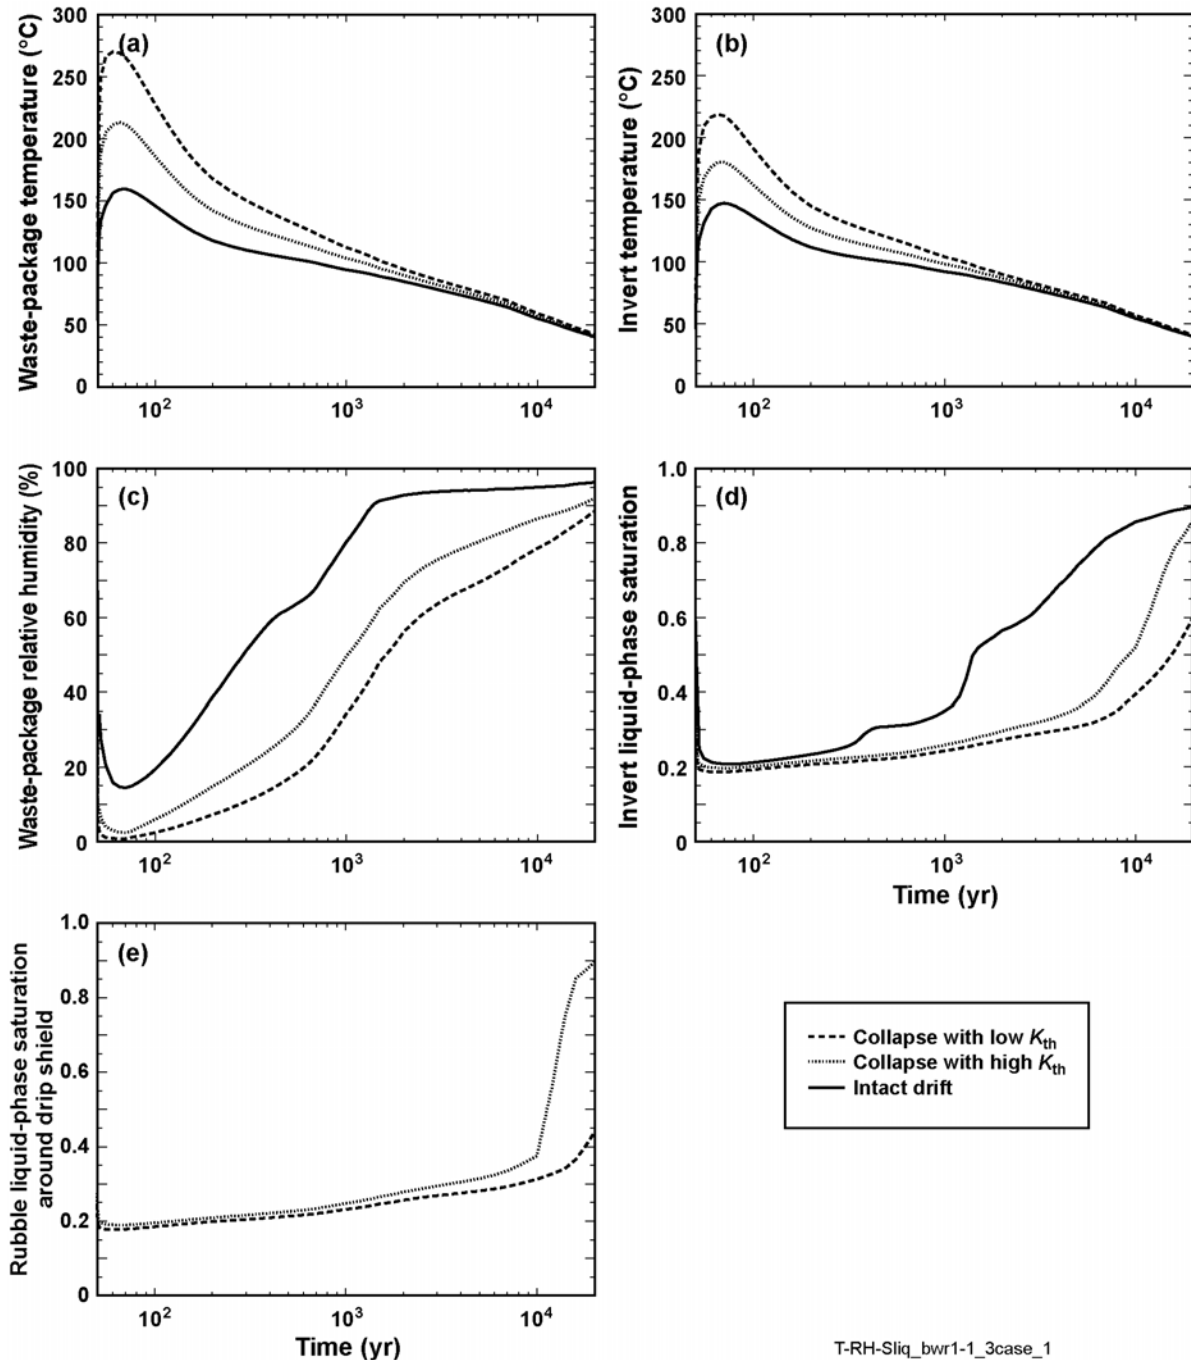 (a)
Waste-package temperature (°C)
300
250
200
150
100
50
0
10²
10³
10⁴
(b)
Invert temperature (°C)
300
250
200
150
100
50
0
10²
10³
10⁴
(c)
Waste-package relative humidity (%)
100
80
60
40
20
0
10²
10³
10⁴
(d)
Invert liquid-phase saturation
1.0
0.8
0.6
0.4
0.2
0
10²
10³
10⁴
Time (yr)
(e)
Rubble liquid-phase saturation
around drip shield
1.0
0.8
0.6
0.4
0.2
0
10²
10³
10⁴
Time (yr)
Collapse with low Kth
Collapse with high Kth
Intact drift
T-RH-Sliq_bwr1-1_3case_1